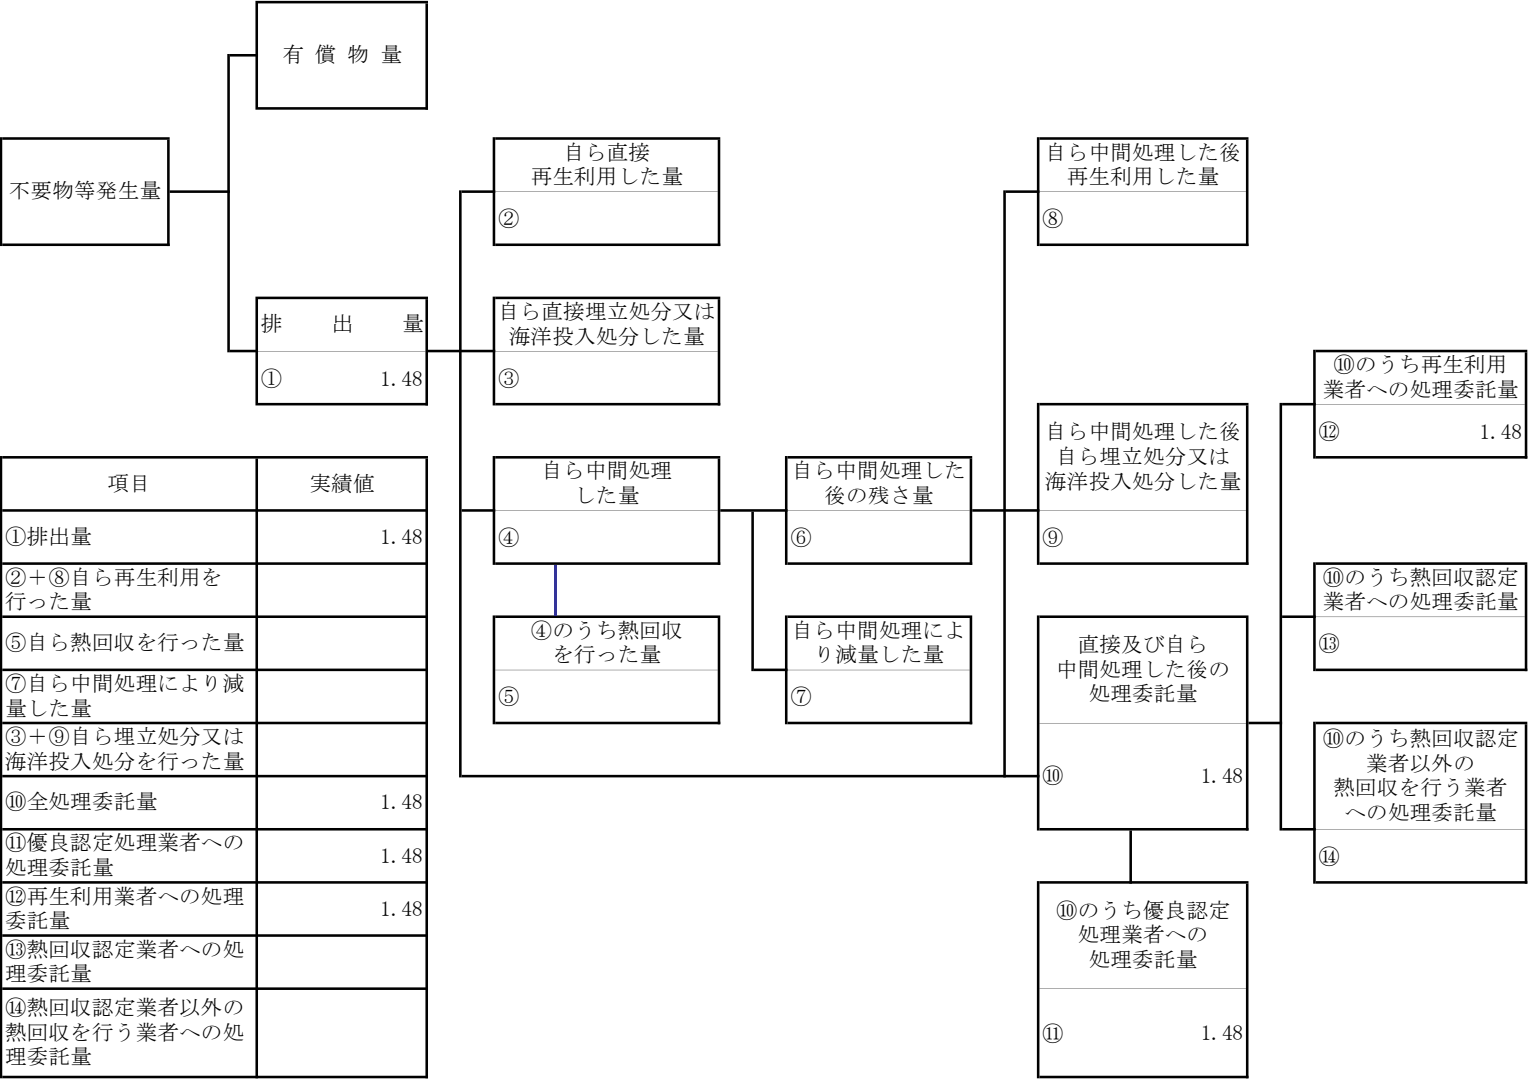 有償物量
不要物等発生量
自ら直接
再生利用した量
②
自ら中間処理した後
再生利用した量
⑧
排出量
① 1.48
自ら直接埋立処分又は
海洋投入処分した量
③
⑩のうち再生利用
業者への処理委託量
⑫ 1.48
自ら中間処理した後
自ら埋立処分又は
海洋投入処分した量
⑨
自ら中間処理
した量
④
自ら中間処理した
後の残さ量
⑥
⑩のうち熱回収認定
業者への処理委託量
⑬
④のうち熱回収
を行った量
⑤
自ら中間処理によ
り減量した量
⑦
直接及び自ら
中間処理した後の
処理委託量
⑩ 1.48
⑩のうち熱回収認定
業者以外の
熱回収を行う業者
への処理委託量
⑭
⑩のうち優良認定
処理業者への
処理委託量
⑪ 1.48
項目 実績値
①排出量 1.48
②＋⑧自ら再生利用を
行った量
⑤自ら熱回収を行った量
⑦自ら中間処理により減
量した量
③＋⑨自ら埋立処分又は
海洋投入処分を行った量
⑩全処理委託量 1.48
⑪優良認定処理業者への
処理委託量 1.48
⑫再生利用業者への処理
委託量 1.48
⑬熱回収認定業者への処
理委託量
⑭熱回収認定業者以外の
熱回収を行う業者への処
理委託量